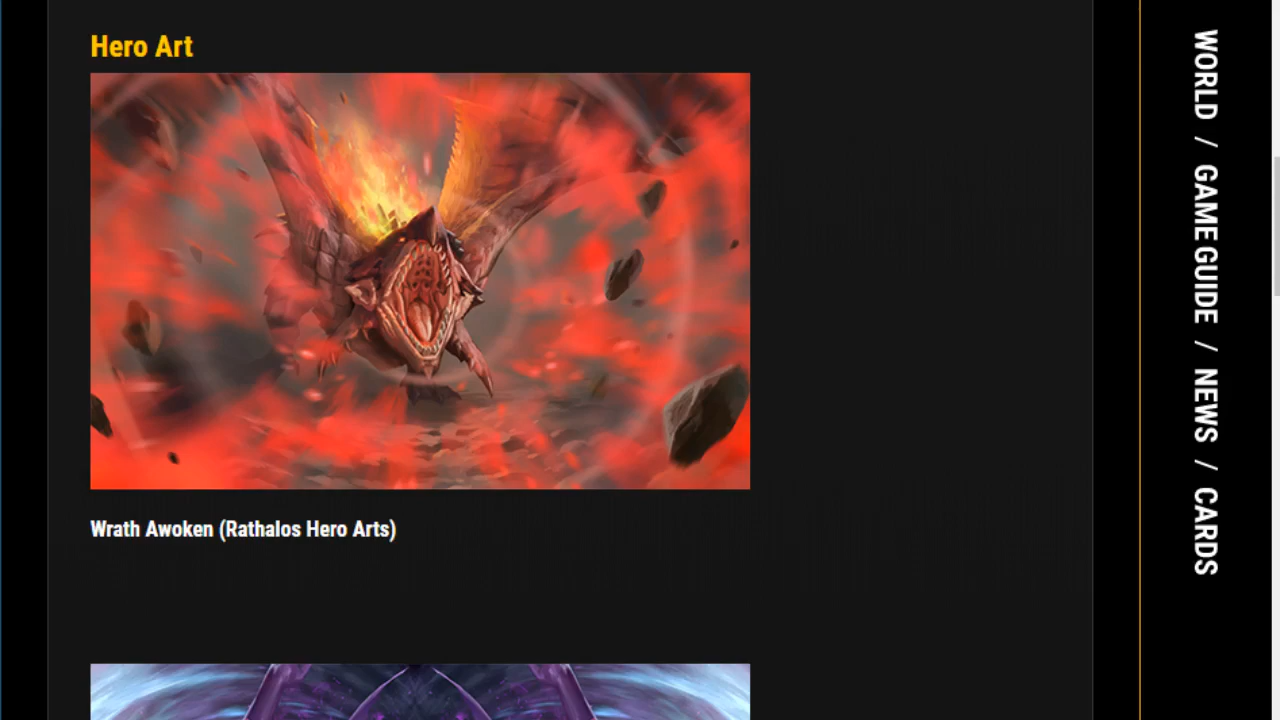 Hero Art
Wrath Awoken (Rathalos Hero Arts)
WORLD / GAME GUIDE / NEWS / CARDS